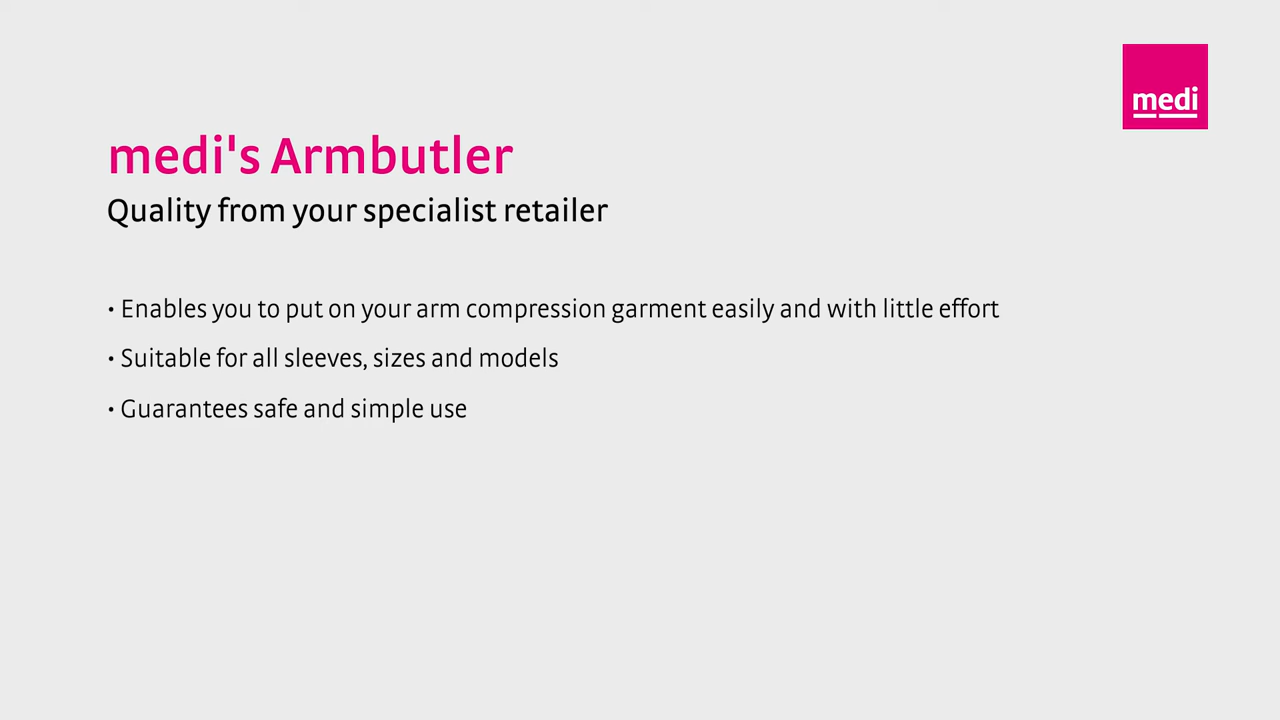 medi
medi's Armbutler
Quality from your specialist retailer
• Enables you to put on your arm compression garment easily and with little effort
• Suitable for all sleeves, sizes and models
• Guarantees safe and simple use